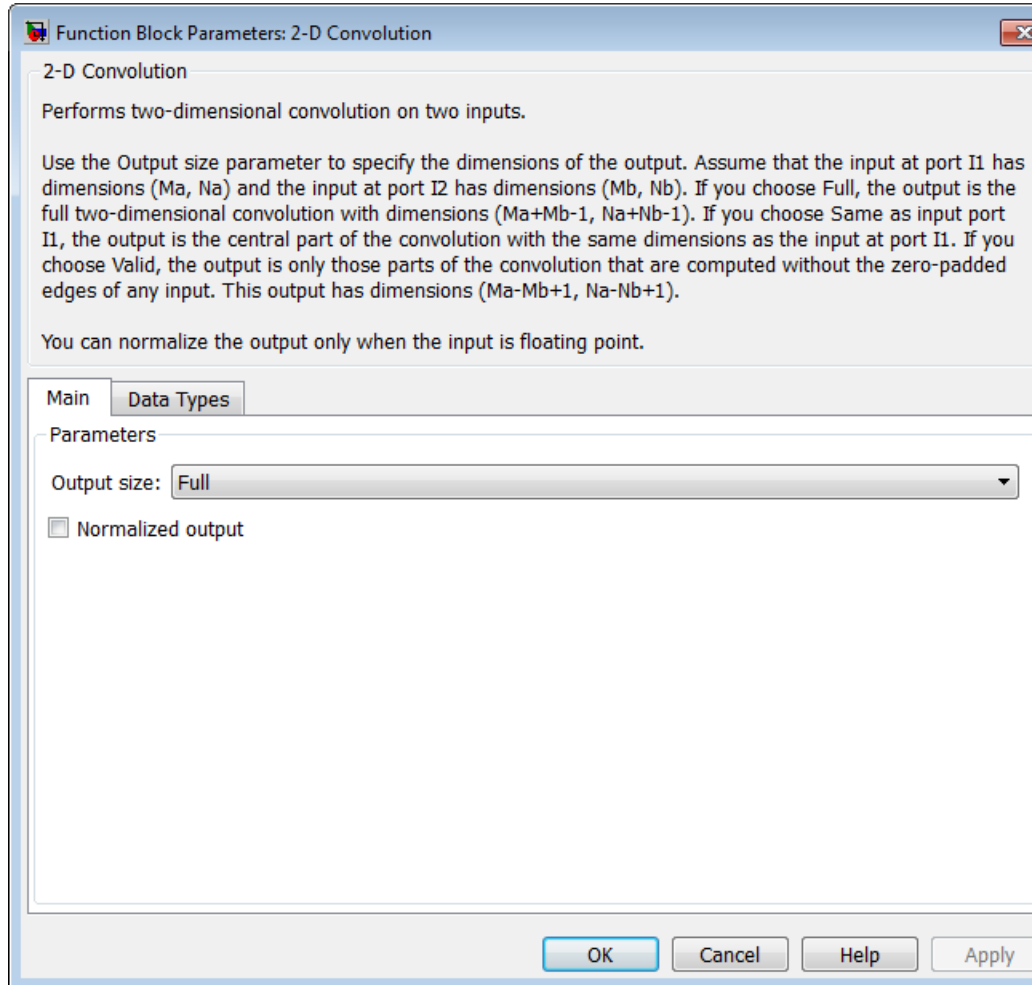 Function Block Parameters: 2-D Convolution
2-D Convolution
Performs two-dimensional convolution on two inputs.
Use the Output size parameter to specify the dimensions of the output. Assume that the input at port I1 has
dimensions (Ma, Na) and the input at port I2 has dimensions (Mb, Nb). If you choose Full, the output is the
full two-dimensional convolution with dimensions (Ma+Mb-1, Na+Nb-1). If you choose Same as input port
I1, the output is the central part of the convolution with the same dimensions as the input at port I1. If you
choose Valid, the output is only those parts of the convolution that are computed without the zero-padded
edges of any input. This output has dimensions (Ma-Mb+1, Na-Nb+1).
You can normalize the output only when the input is floating point.
Main Data Types
Parameters
Output size: Full
Normalized output
OK Cancel Help Apply